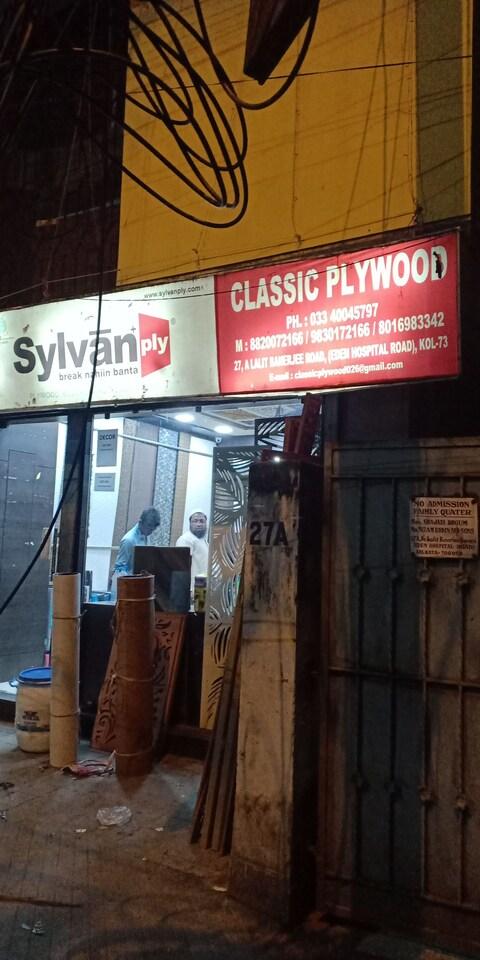 www.sylvanply.com
Sylvan ply
break nahiin banta
CLASSIC PLYWOOD
PH. : 033 40045797
M : 8820072166 / 9830172166 / 8016983342
27, A LALIT BANERJEE ROAD, (EDEN HOSPITAL ROAD), KOL-73
E-mail : classicplywood026@gmail.com
DECOR
27A
NO ADMISSION
FAMILY QUATER